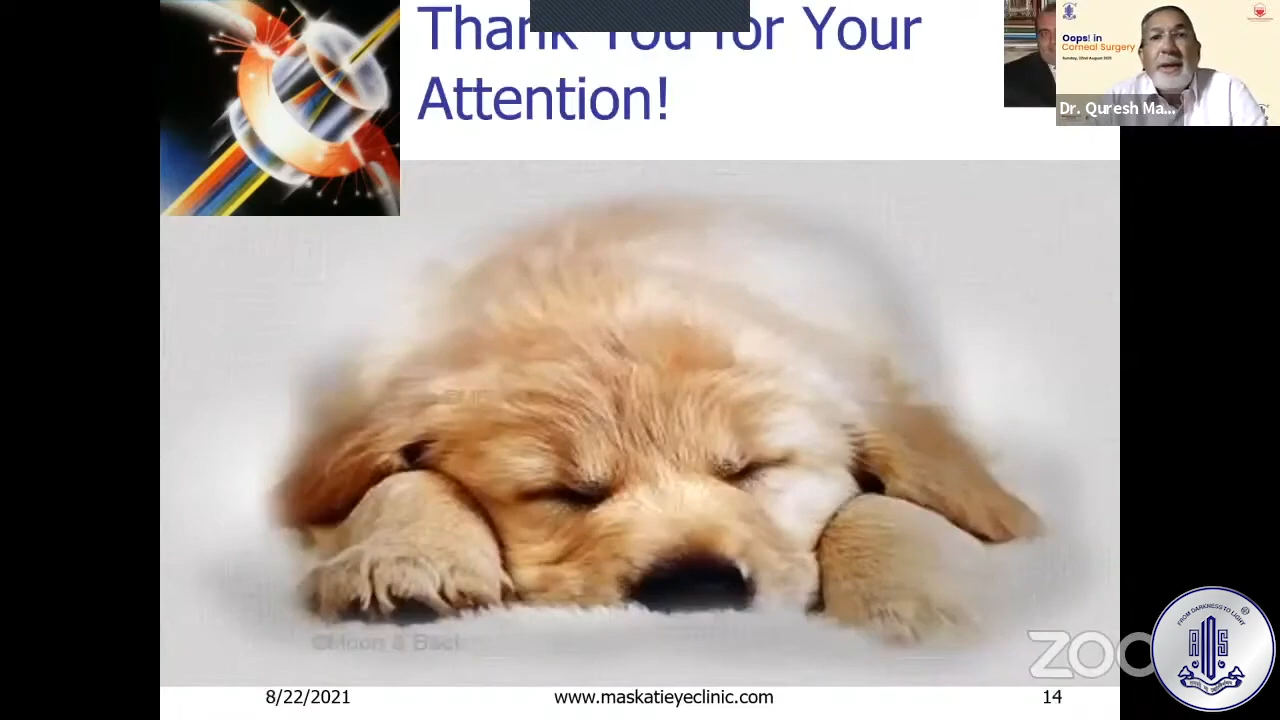 Thank You for Your
Attention!
Oops! in
Corneal Surgery
Sunday, 22nd August 2021
Dr. Quresh Ma...
8/22/2021
www.maskatieyeclinic.com
14
ZOO
FROM DARKNESS TO LIGHT
®